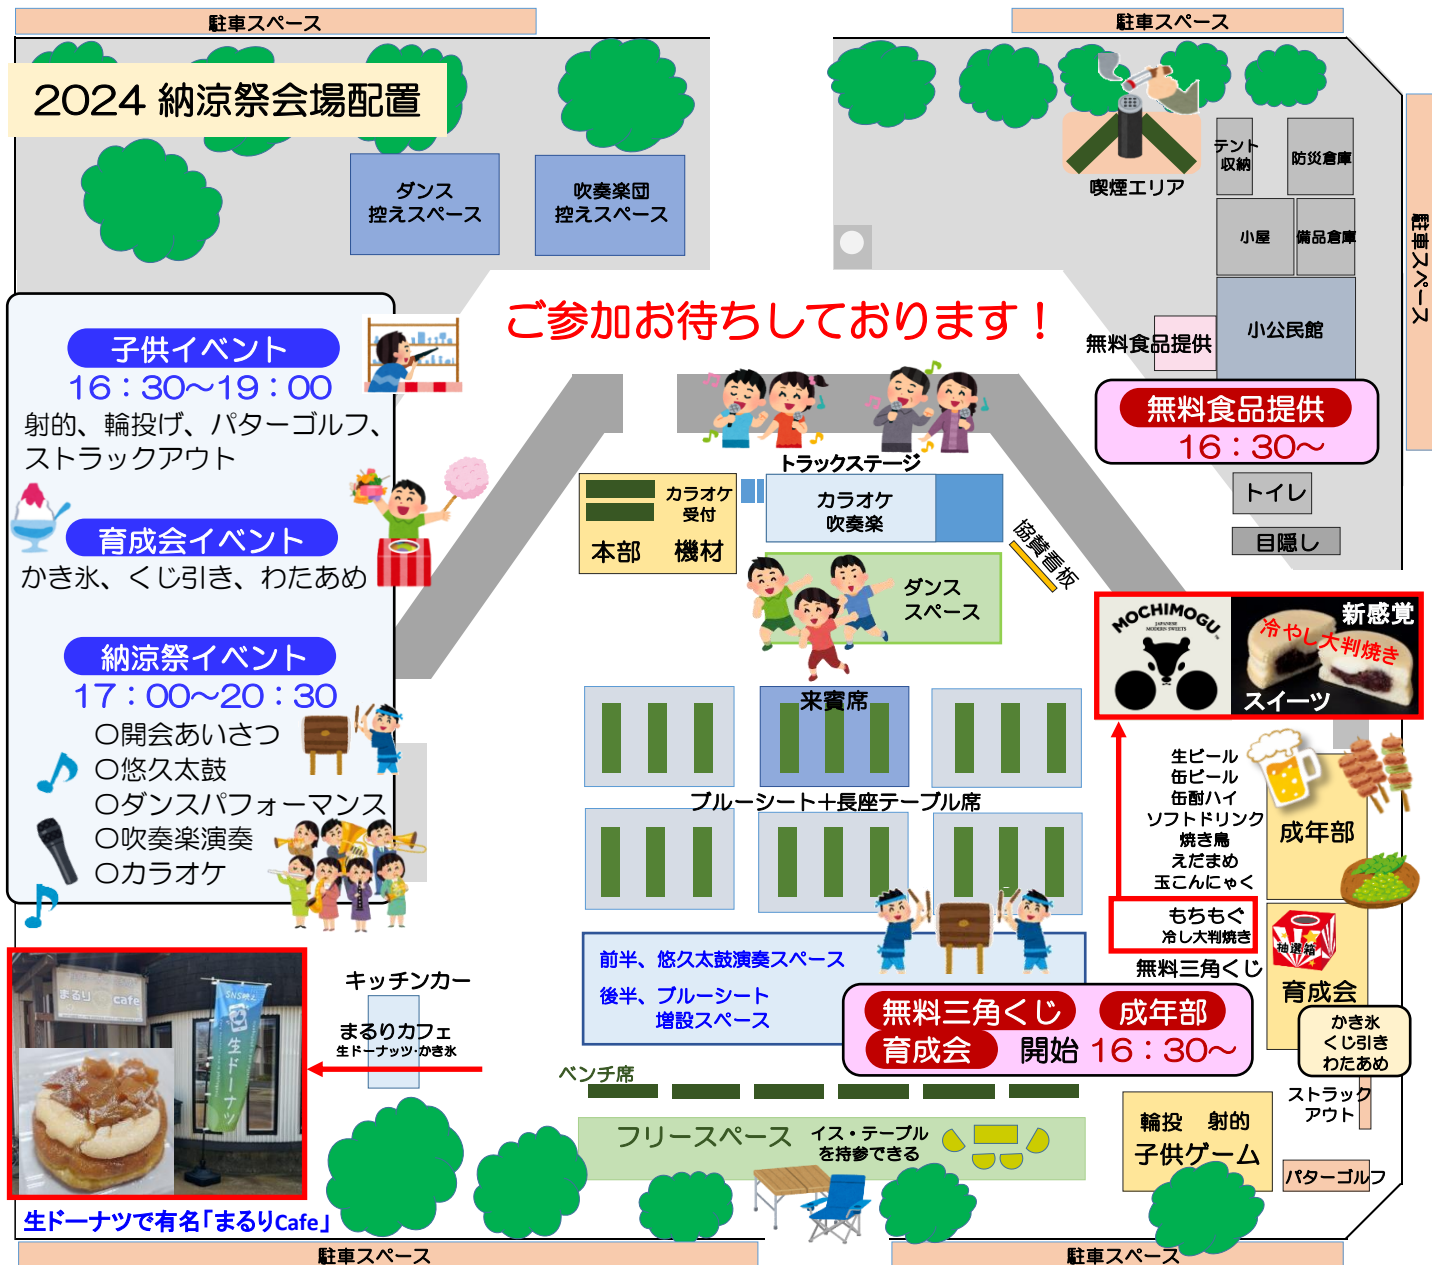 駐車スペース
駐車スペース
2024 納涼祭会場配置
ダンス
控えスペース
吹奏楽団
控えスペース
喫煙エリア
テント
収納
防災倉庫
小屋
備品倉庫
駐車スペース
小公民館
無料食品提供
ご参加お待ちしております！
無料食品提供
16：30～
トイレ
目隠し
子供イベント
16：30～19：00
射的、輪投げ、パターゴルフ、
ストラックアウト
育成会イベント
かき氷、くじ引き、わたあめ
納涼祭イベント
17：00～20：30
〇開会あいさつ
〇悠久太鼓
〇ダンスパフォーマンス
〇吹奏楽演奏
〇カラオケ
トラックステージ
カラオケ
受付
本部 機材
カラオケ
吹奏楽
協賛看板
ダンス
スペース
来賓席
ブルーシート＋長座テーブル席
MOCHIMOGU
JAPANESE
MODERN SWEETS
新感覚
冷やし大判焼き
スイーツ
生ビール
缶ビール
缶酎ハイ
ソフトドリンク
焼き鳥
えだまめ
玉こんにゃく
成年部
もちもぐ
冷し大判焼き
無料三角くじ
抽選箱
育成会
かき氷
くじ引き
わたあめ
前半、悠久太鼓演奏スペース
後半、ブルーシート
増設スペース
無料三角くじ 成年部
育成会 開始 16：30～
キッチンカー
まるりカフェ
生ドーナッツ・かき氷
まるり cafe
生ドーナツ
生ドーナツで有名「まるりCafe」
ベンチ席
フリースペース
イス・テーブル
を持参できる
輪投 射的
子供ゲーム
ストラック
アウト
パターゴルフ
駐車スペース
駐車スペース